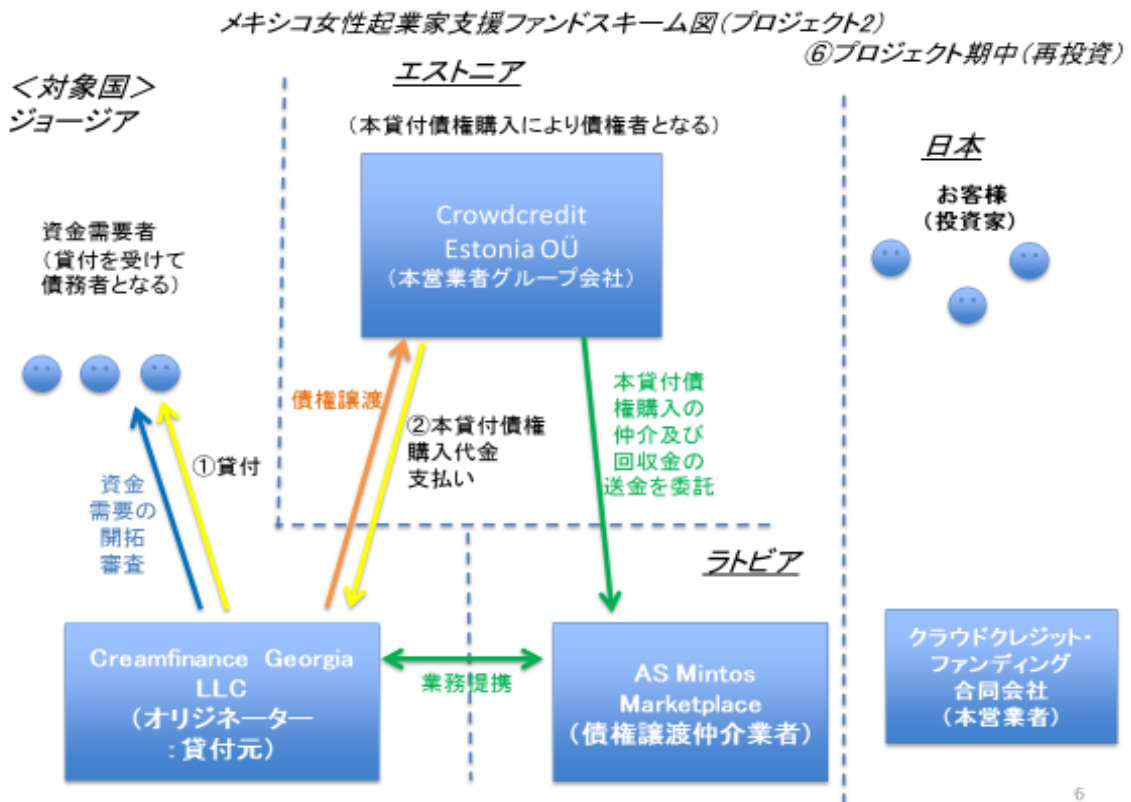 メキシコ女性起業家支援ファンドスキーム図(プロジェクト2)
⑥プロジェクト期中(再投資)
<対象国>
ジョージア
エストニア
(本貸付債権購入により債権者となる)
日本
お客様
(投資家)
資金需要者
(貸付を受けて
債務者となる)
Crowdcredit
Estonia OÜ
(本営業者グループ会社)
債権譲渡
②本貸付債権
購入代金
支払い
本貸付債
権購入の
仲介及び
回収金の
送金を委託
①貸付
資金
需要の
開拓
審査
ラトビア
Creamfinance Georgia
LLC
(オリジネーター
:貸付元)
業務提携
AS Mintos
Marketplace
(債権譲渡仲介業者)
クラウドクレジット・
ファンディング
合同会社
(本営業者)
6